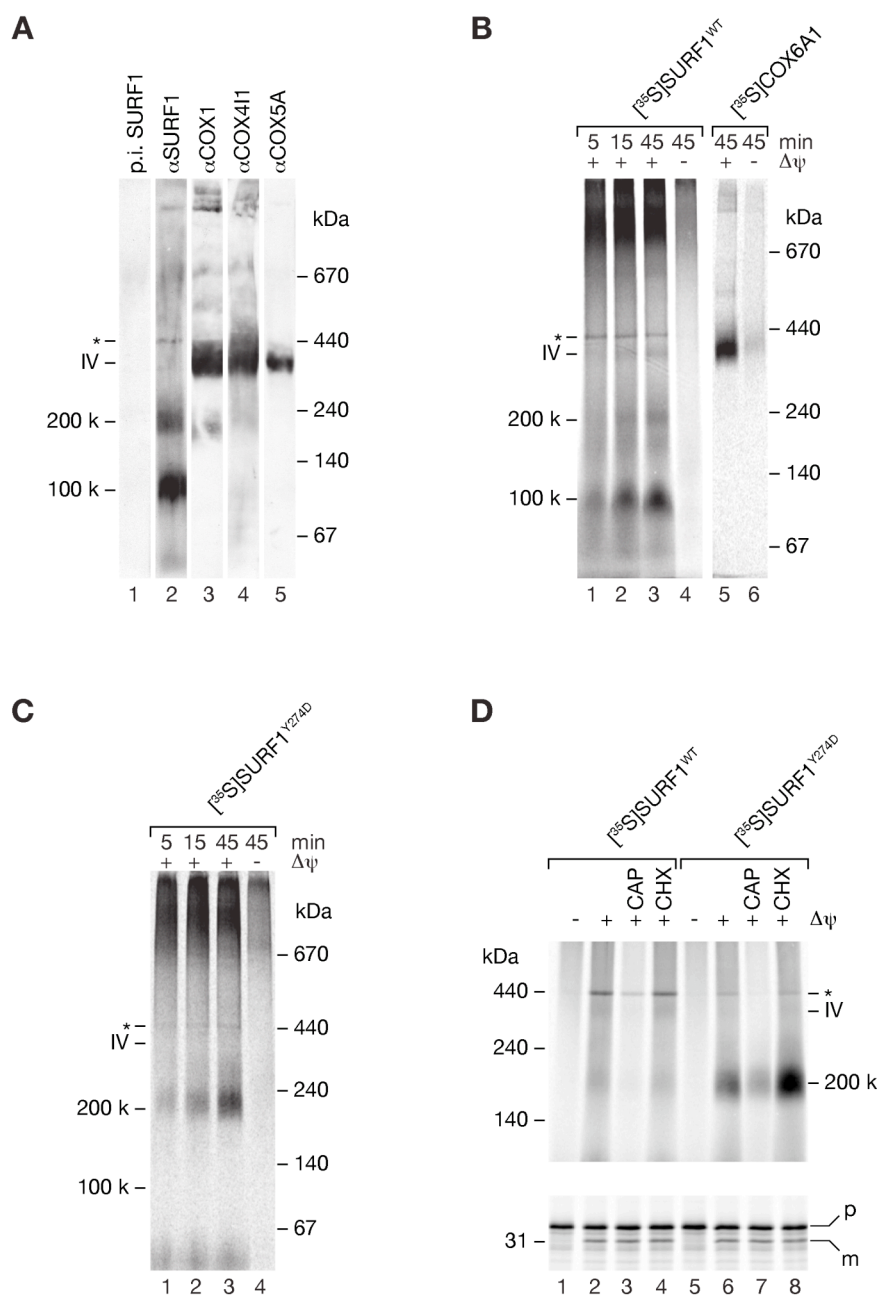 A
p.i. SURF1
αSURF1
αCOX1
αCOX4I1
αCOX5A
kDa
– 670
* –
– 440
IV –
– 240
200 k –
– 140
100 k –
– 67
1 2 3 4 5
B
[³⁵S]SURF1ᵂᵀ
[³⁵S]COX6A1
5 15 45 45 45 45 min
+ + + - + - Δψ
kDa
– 670
– 440
* –
IV –
– 240
200 k –
– 140
100 k –
– 67
1 2 3 4 5 6
C
[³⁵S]SURF1^Y274D
5 15 45 45 min
+ + + - Δψ
kDa
– 670
* –
– 440
IV –
– 240
200 k –
– 140
100 k –
– 67
1 2 3 4
D
[³⁵S]SURF1ᵂᵀ
[³⁵S]SURF1^Y274D
CAP
CHX
CAP
CHX
- + + + - + + + Δψ
kDa
440 –
– *
– IV
240 –
– 200 k
140 –
p
31 –
m
1 2 3 4 5 6 7 8